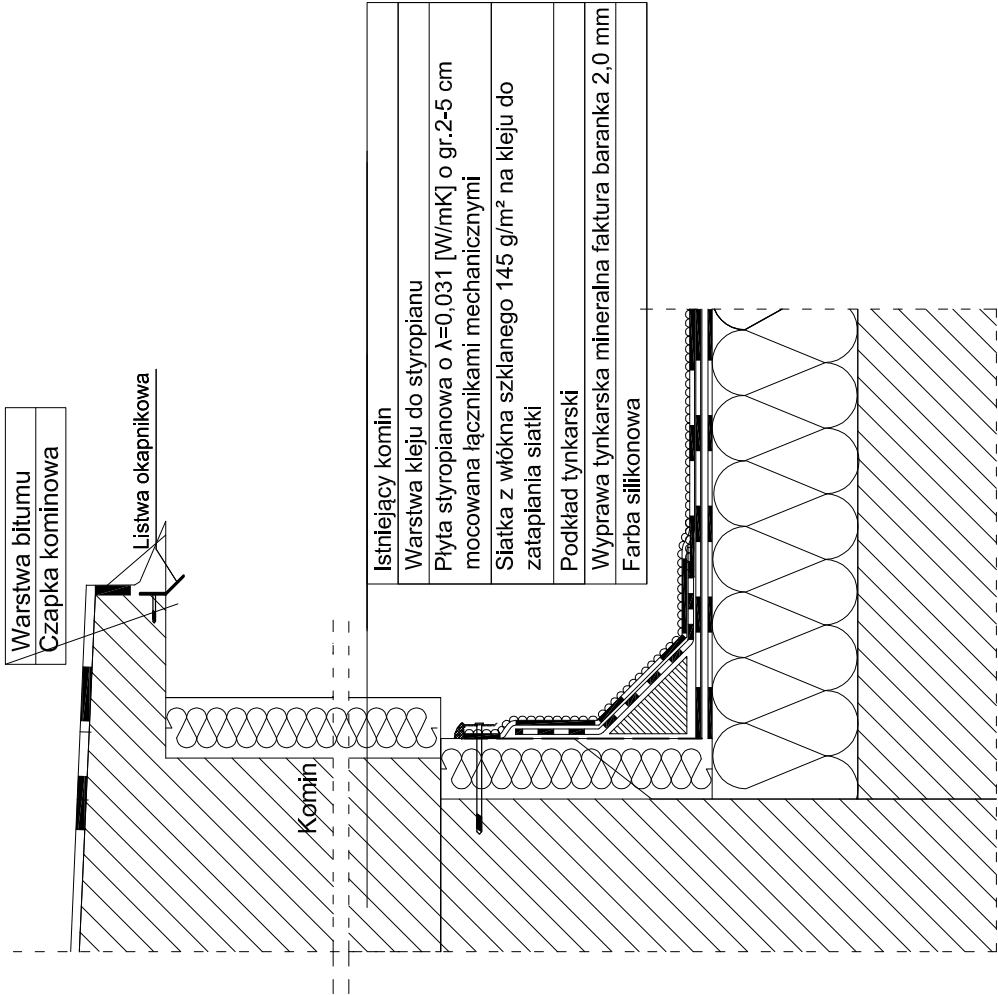 Warstwa bitumu
Czapka kominowa
Listwa okapnikowa
Istniejący komin
Warstwa kleju do styropianu
Płyta styropianowa o λ=0,031 [W/mK] o gr.2-5 cm
mocowana łącznikami mechanicznymi
Siatka z włókna szklanego 145 g/m² na kleju do
zatapiania siatki
Podkład tynkarski
Wyprawa tynkarska mineralna faktura baranka 2,0 mm
Farba silikonowa
Komin